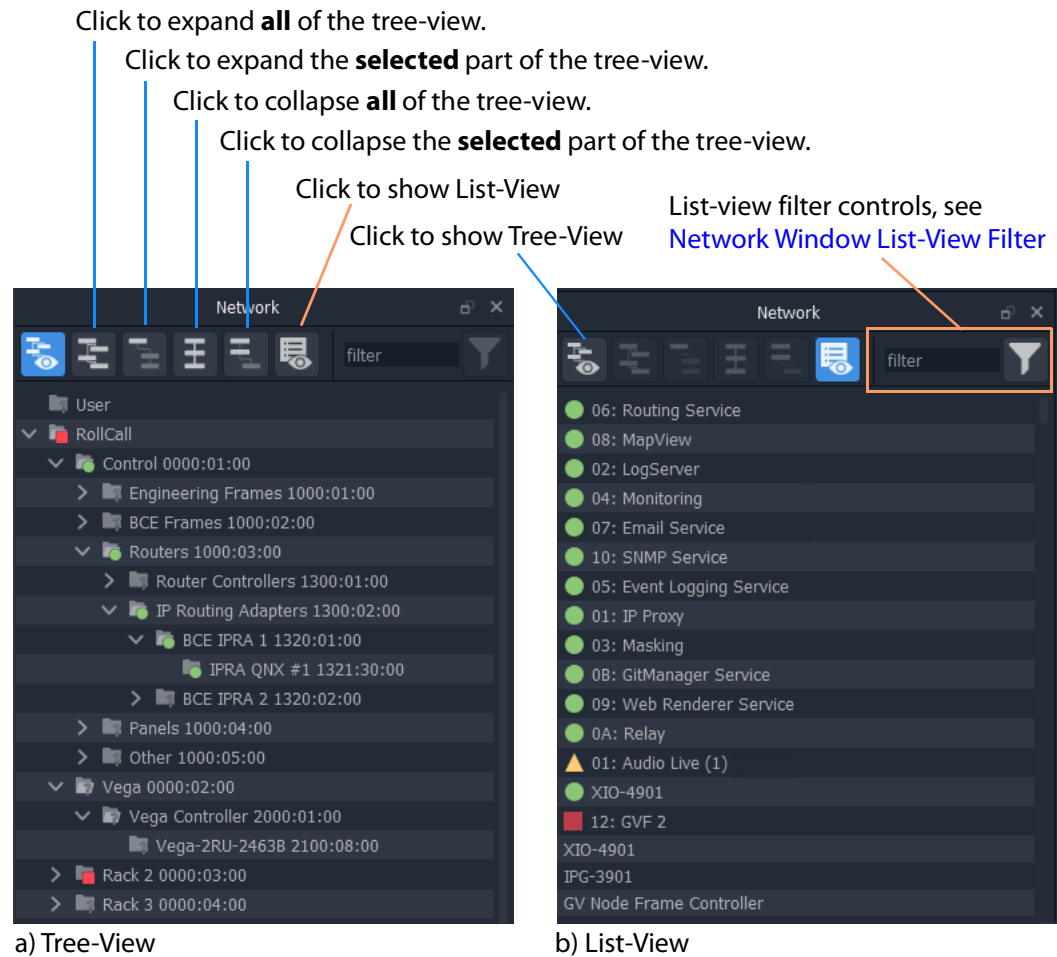 Click to expand all of the tree-view.
Click to expand the selected part of the tree-view.
Click to collapse all of the tree-view.
Click to collapse the selected part of the tree-view.
Click to show List-View
Click to show Tree-View
List-view filter controls, see
Network Window List-View Filter
Network
filter
User
RollCall
Control 0000:01:00
Engineering Frames 1000:01:00
BCE Frames 1000:02:00
Routers 1000:03:00
Router Controllers 1300:01:00
IP Routing Adapters 1300:02:00
BCE IPRA 1 1320:01:00
IPRA QNX #1 1321:30:00
BCE IPRA 2 1320:02:00
Panels 1000:04:00
Other 1000:05:00
Vega 0000:02:00
Vega Controller 2000:01:00
Vega-2RU-2463B 2100:08:00
Rack 2 0000:03:00
Rack 3 0000:04:00
a) Tree-View
Network
filter
06: Routing Service
08: MapView
02: LogServer
04: Monitoring
07: Email Service
10: SNMP Service
05: Event Logging Service
01: IP Proxy
03: Masking
0B: GitManager Service
09: Web Renderer Service
0A: Relay
01: Audio Live (1)
XIO-4901
12: GVF 2
XIO-4901
IPG-3901
GV Node Frame Controller
b) List-View